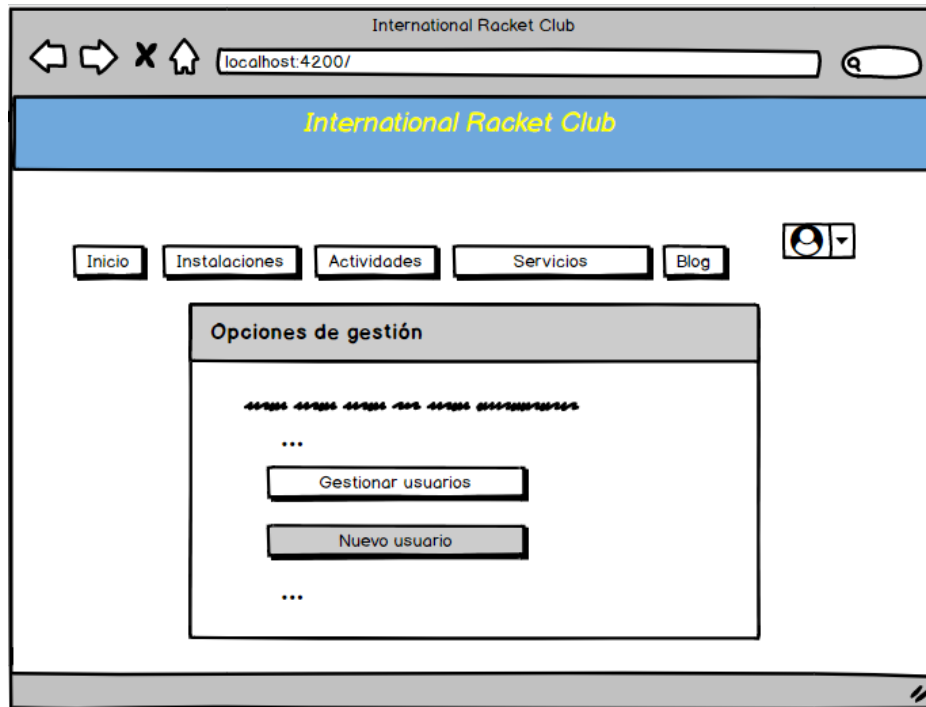 International Racket Club
localhost:4200/
International Racket Club
Inicio Instalaciones Actividades Servicios Blog
Opciones de gestión
...
Gestionar usuarios
Nuevo usuario
...